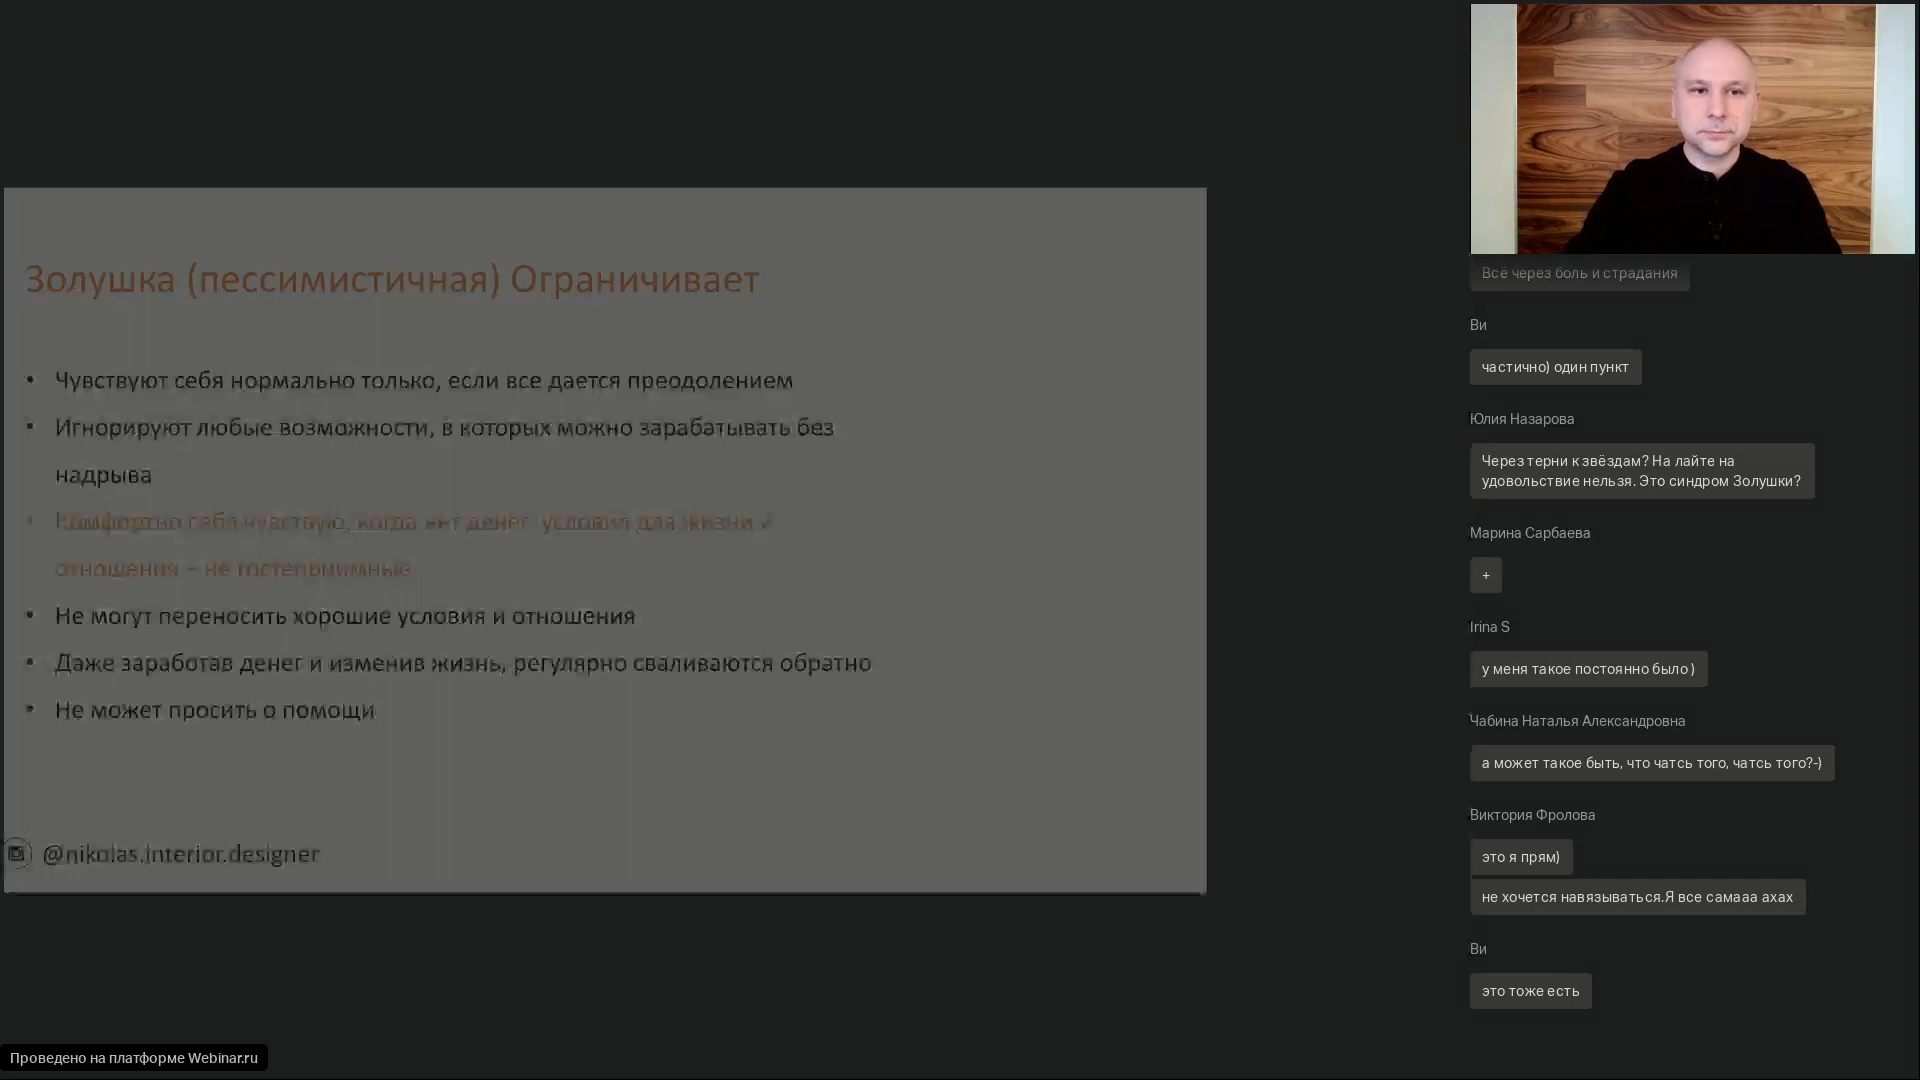 Золушка (пессимистичная) Ограничивает
• Чувствуют себя нормально только, если все дается преодолением
• Игнорируют любые возможности, в которых можно зарабатывать без
надрыва
• Комфортно себя чувствую, когда нет денег, условия для жизни и
отношения – не гостеприимные
• Не могут переносить хорошие условия и отношения
• Даже заработав денег и изменив жизнь, регулярно сваливаются обратно
• Не может просить о помощи
@nikolas.interior.designer
Проведено на платформе Webinar.ru
Всё через боль и страдания
Ви
частично) один пункт
Юлия Назарова
Через терни к звёздам? На лайте на
удовольствие нельзя. Это синдром Золушки?
Марина Сарбаева
+
Irina S
у меня такое постоянно было )
Чабина Наталья Александровна
а может такое быть, что чатсь того, чатсь того?-)
Виктория Фролова
это я прям)
не хочется навязываться.Я все самааа ахах
Ви
это тоже есть